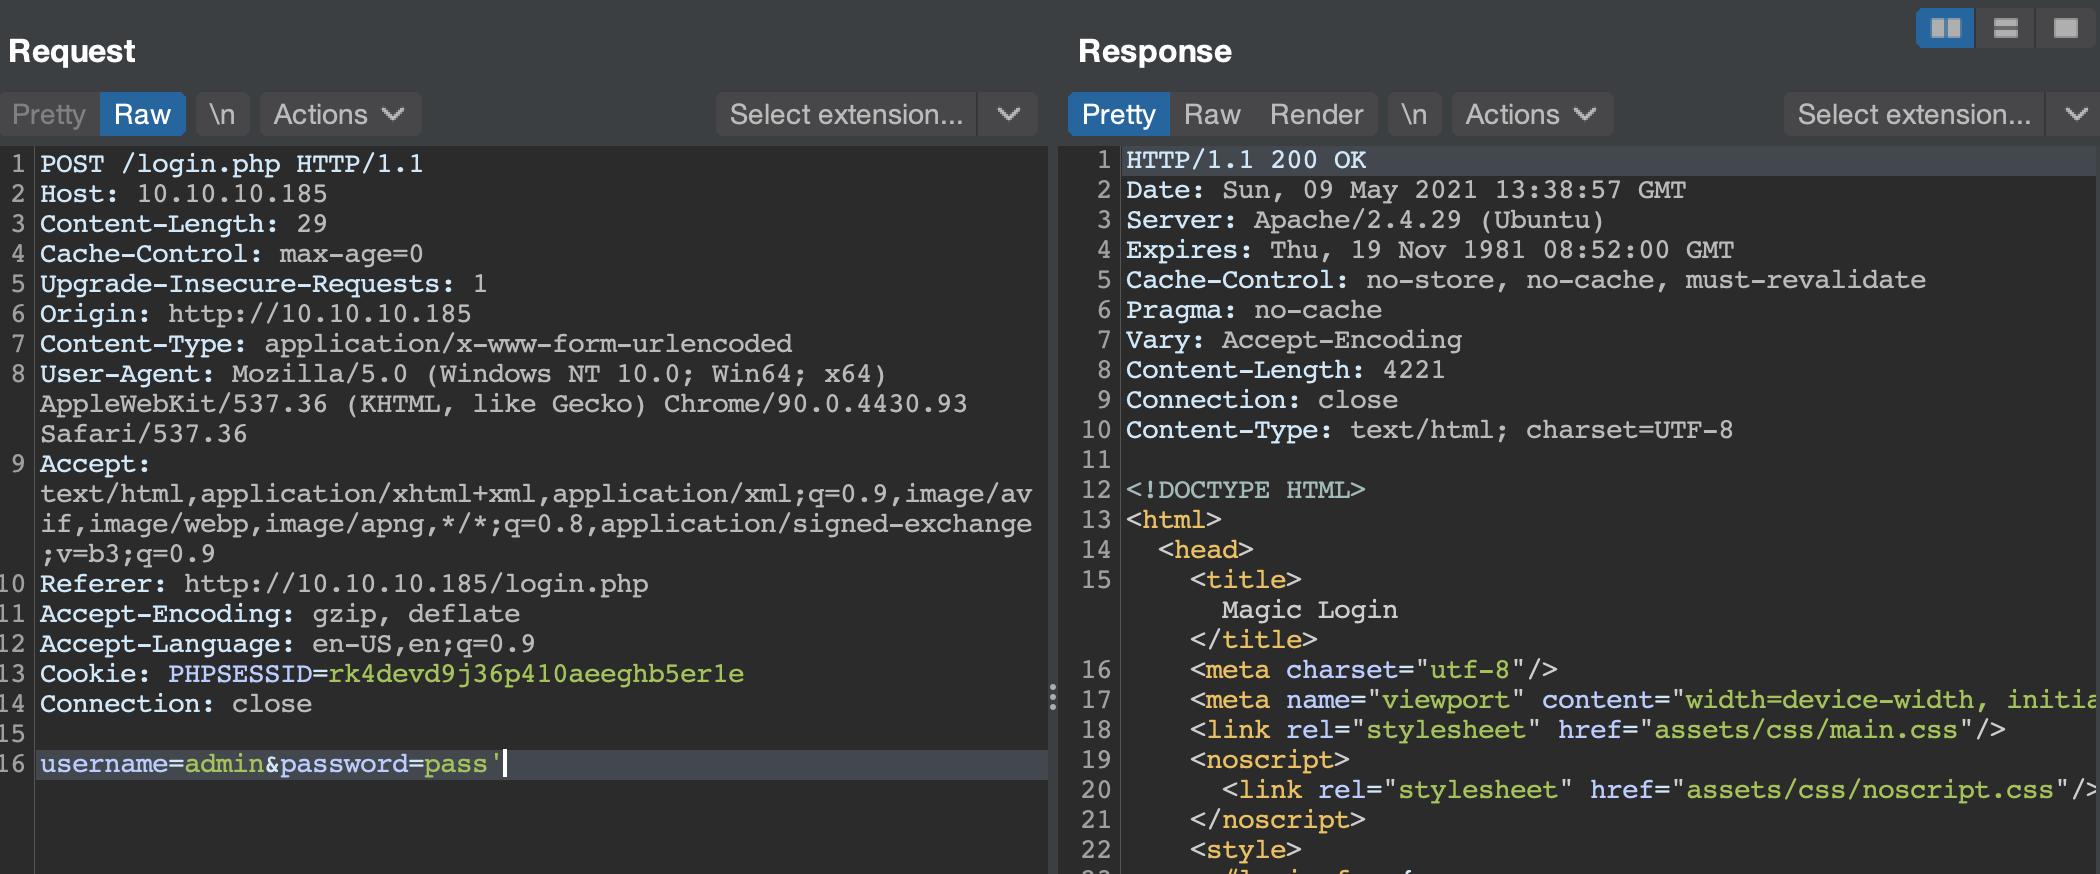 Request
Pretty Raw \n Actions Select extension...
1 POST /login.php HTTP/1.1
2 Host: 10.10.10.185
3 Content-Length: 29
4 Cache-Control: max-age=0
5 Upgrade-Insecure-Requests: 1
6 Origin: http://10.10.10.185
7 Content-Type: application/x-www-form-urlencoded
8 User-Agent: Mozilla/5.0 (Windows NT 10.0; Win64; x64)
AppleWebKit/537.36 (KHTML, like Gecko) Chrome/90.0.4430.93
Safari/537.36
9 Accept:
text/html,application/xhtml+xml,application/xml;q=0.9,image/av
if,image/webp,image/apng,*/*;q=0.8,application/signed-exchange
;v=b3;q=0.9
10 Referer: http://10.10.10.185/login.php
11 Accept-Encoding: gzip, deflate
12 Accept-Language: en-US,en;q=0.9
13 Cookie: PHPSESSID=rk4devd9j36p410aeeghb5er1e
14 Connection: close
15
16 username=admin&password=pass'
Response
Pretty Raw Render \n Actions Select extension...
1 HTTP/1.1 200 OK
2 Date: Sun, 09 May 2021 13:38:57 GMT
3 Server: Apache/2.4.29 (Ubuntu)
4 Expires: Thu, 19 Nov 1981 08:52:00 GMT
5 Cache-Control: no-store, no-cache, must-revalidate
6 Pragma: no-cache
7 Vary: Accept-Encoding
8 Content-Length: 4221
9 Connection: close
10 Content-Type: text/html; charset=UTF-8
11
12 <!DOCTYPE HTML>
13 <html>
14 <head>
15 <title>
Magic Login
</title>
16 <meta charset="utf-8"/>
17 <meta name="viewport" content="width=device-width, initia
18 <link rel="stylesheet" href="assets/css/main.css"/>
19 <noscript>
20 <link rel="stylesheet" href="assets/css/noscript.css"/>
21 </noscript>
22 <style>